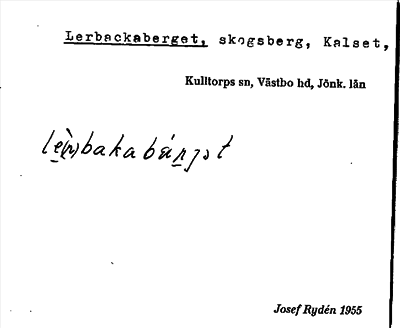 Lerbackaberget, skogsberg, Kalset,
Kulltorps sn, Västbo hd, Jönk. län
Josef Rydén 1955